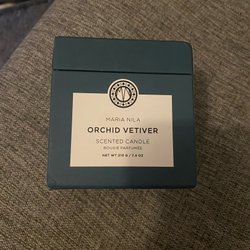 MARIA NILA
ORCHID VETIVER
SCENTED CANDLE
BOUGIE PARFUMÉE
NET WT 210 G / 7.4 OZ